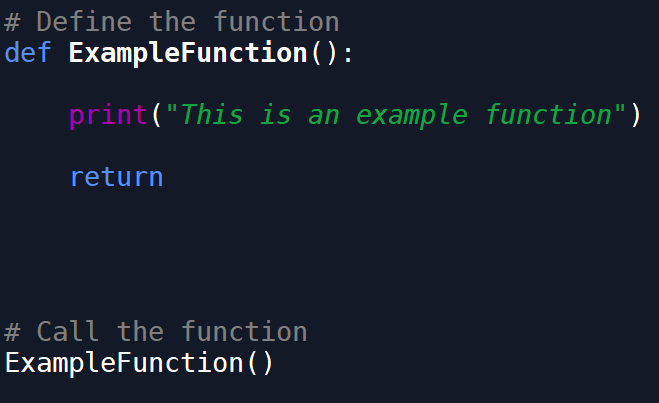 # Define the function
def ExampleFunction():
    print("This is an example function")
    return
# Call the function
ExampleFunction()